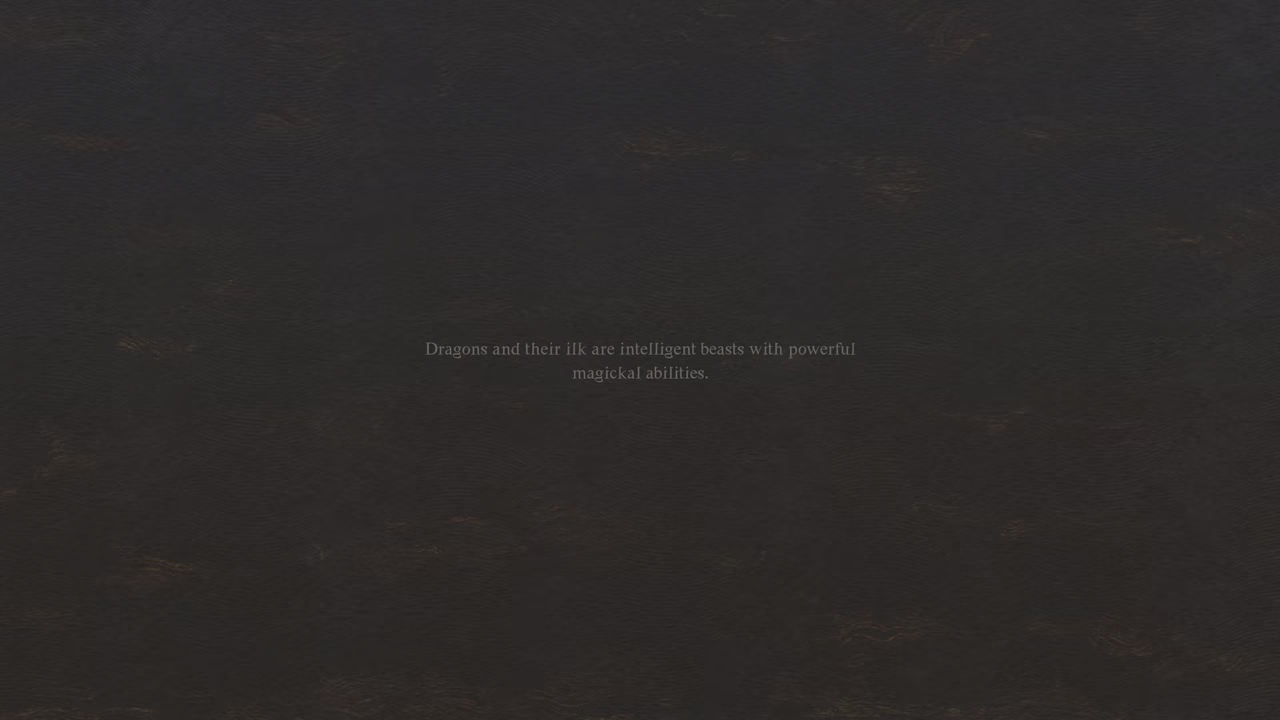 Dragons and their ilk are intelligent beasts with powerful
magickal abilities.